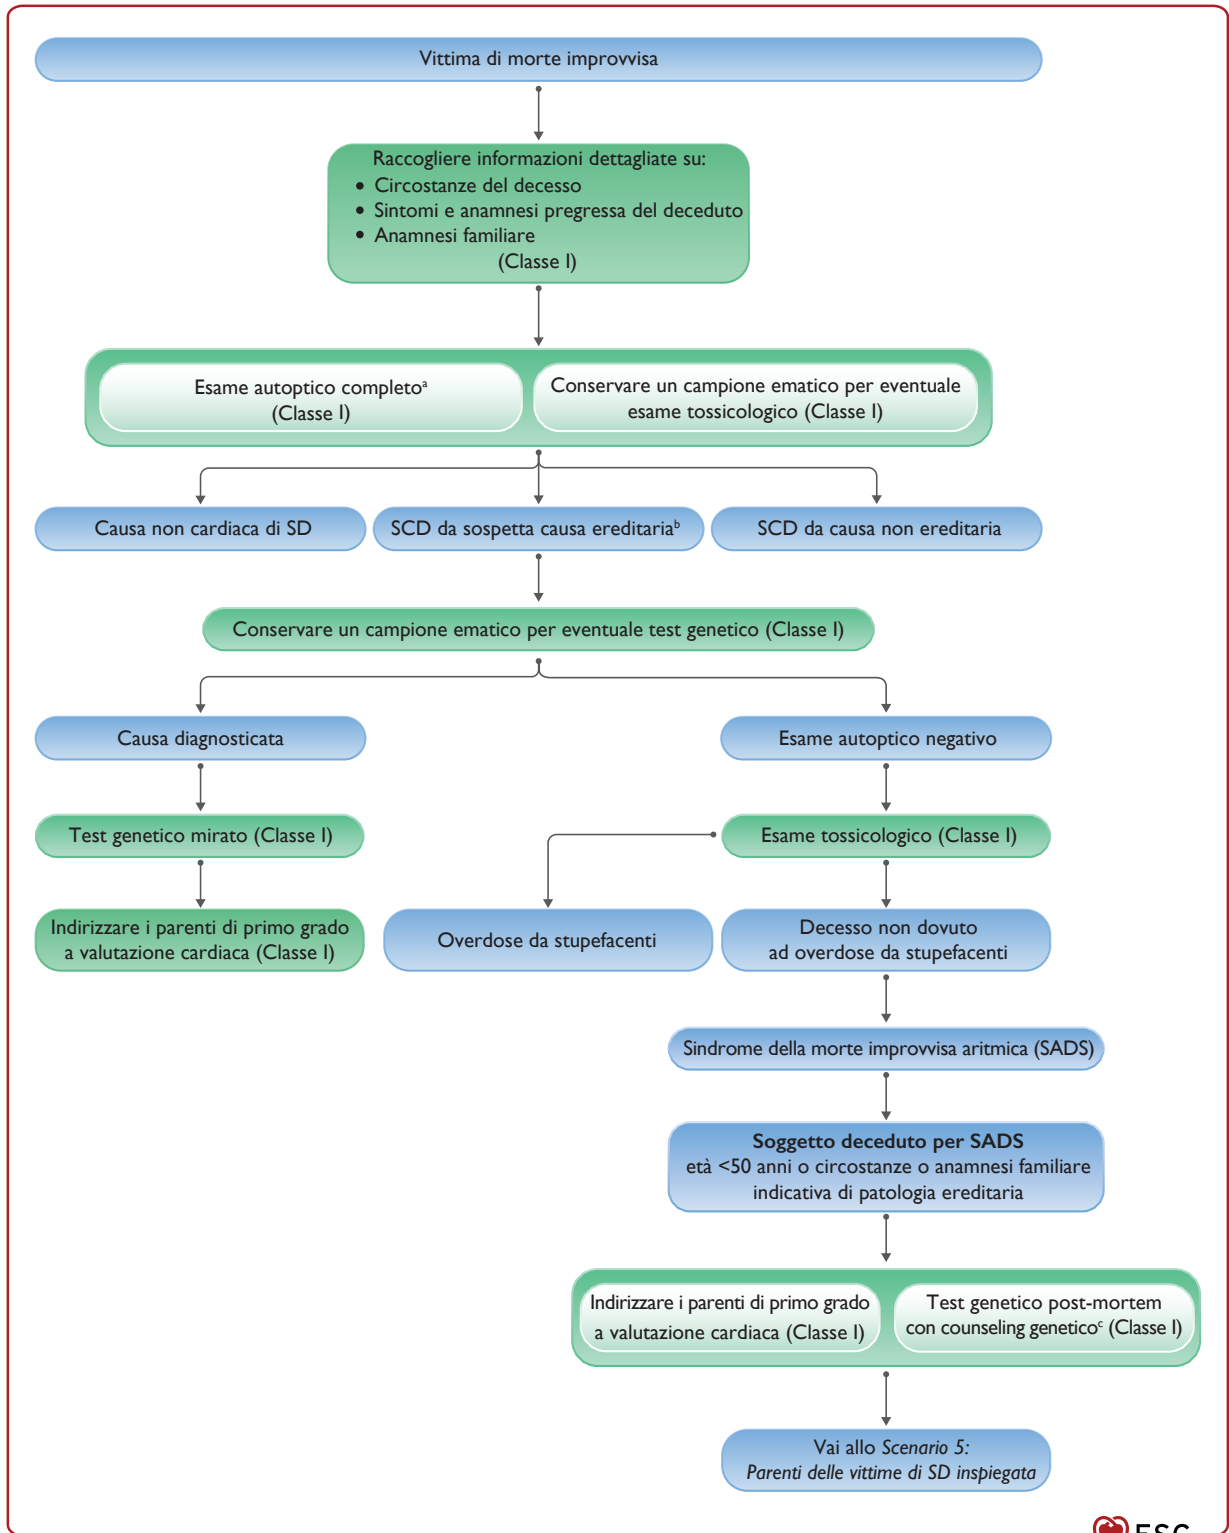 Vittima di morte improvvisa
Raccogliere informazioni dettagliate su:
• Circostanze del decesso
• Sintomi e anamnesi pregressa del deceduto
• Anamnesi familiare
(Classe I)
Esame autoptico completoᵃ
(Classe I)
Conservare un campione ematico per eventuale
esame tossicologico (Classe I)
Causa non cardiaca di SD
SCD da sospetta causa ereditariaᵇ
SCD da causa non ereditaria
Conservare un campione ematico per eventuale test genetico (Classe I)
Causa diagnosticata
Esame autoptico negativo
Test genetico mirato (Classe I)
Esame tossicologico (Classe I)
Indirizzare i parenti di primo grado
a valutazione cardiaca (Classe I)
Overdose da stupefacenti
Decesso non dovuto
ad overdose da stupefacenti
Sindrome della morte improvvisa aritmica (SADS)
Soggetto deceduto per SADS
età <50 anni o circostanze o anamnesi familiare
indicativa di patologia ereditaria
Indirizzare i parenti di primo grado
a valutazione cardiaca (Classe I)
Test genetico post-mortem
con counseling geneticoᶜ (Classe I)
Vai allo Scenario 5:
Parenti delle vittime di SD inspiegata
ESC